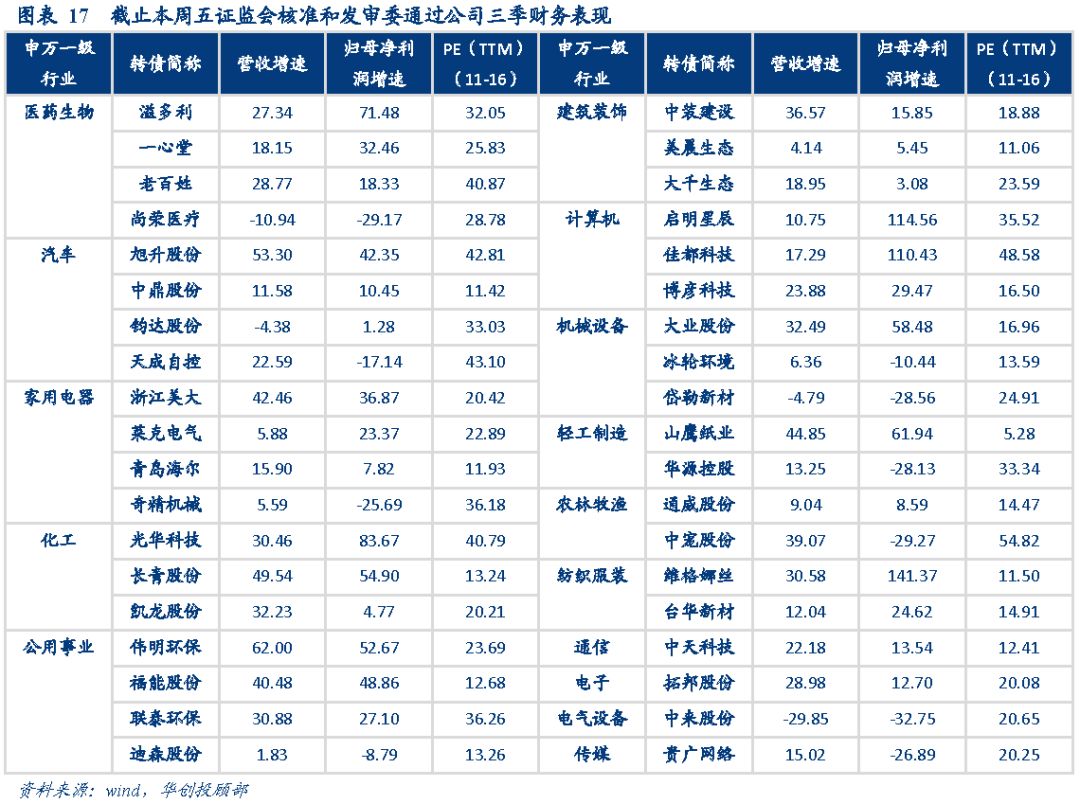 图表 17 截止本周五证监会核准和发审委通过公司三季财务表现
申万一级行业 转债简称 营收增速 归母净利润增速 PE（TTM）（11-16） 申万一级行业 转债简称 营收增速 归母净利润增速 PE（TTM）（11-16）
医药生物 溢多利 27.34 71.48 32.05 建筑装饰 中装建设 36.57 15.85 18.88
一心堂 18.15 32.46 25.83 美晨生态 4.14 5.45 11.06
老百姓 28.77 18.33 40.87 大千生态 18.95 3.08 23.59
尚荣医疗 -10.94 -29.17 28.78 计算机 启明星辰 10.75 114.56 35.52
汽车 旭升股份 53.30 42.35 42.81 佳都科技 17.29 110.43 48.58
中鼎股份 11.58 10.45 11.42 博彦科技 23.88 29.47 16.50
钧达股份 -4.38 1.28 33.03 机械设备 大业股份 32.49 58.48 16.96
天成自控 22.59 -17.14 43.10 冰轮环境 6.36 -10.44 13.59
家用电器 浙江美大 42.46 36.87 20.42 岱勒新材 -4.79 -28.56 24.91
莱克电气 5.88 23.37 22.89 轻工制造 山鹰纸业 44.85 61.94 5.28
青岛海尔 15.90 7.82 11.93 华源控股 13.25 -28.13 33.34
奇精机械 5.59 -25.69 36.18 农林牧渔 通威股份 9.04 8.59 14.47
化工 光华科技 30.46 83.67 40.79 中宠股份 39.07 -29.27 54.82
长青股份 49.54 54.90 13.24 纺织服装 维格娜丝 30.58 141.37 11.50
凯龙股份 32.23 4.77 20.21 台华新材 12.04 24.62 14.91
公用事业 伟明环保 62.00 52.67 23.69 通信 中天科技 22.18 13.54 12.41
福能股份 40.48 48.86 12.68 电子 拓邦股份 28.98 12.70 20.08
联泰环保 30.88 27.10 36.26 电气设备 中来股份 -29.85 -32.75 20.65
迪森股份 1.83 -8.79 13.26 传媒 贵广网络 15.02 -26.89 20.25
资料来源：wind，华创投顾部